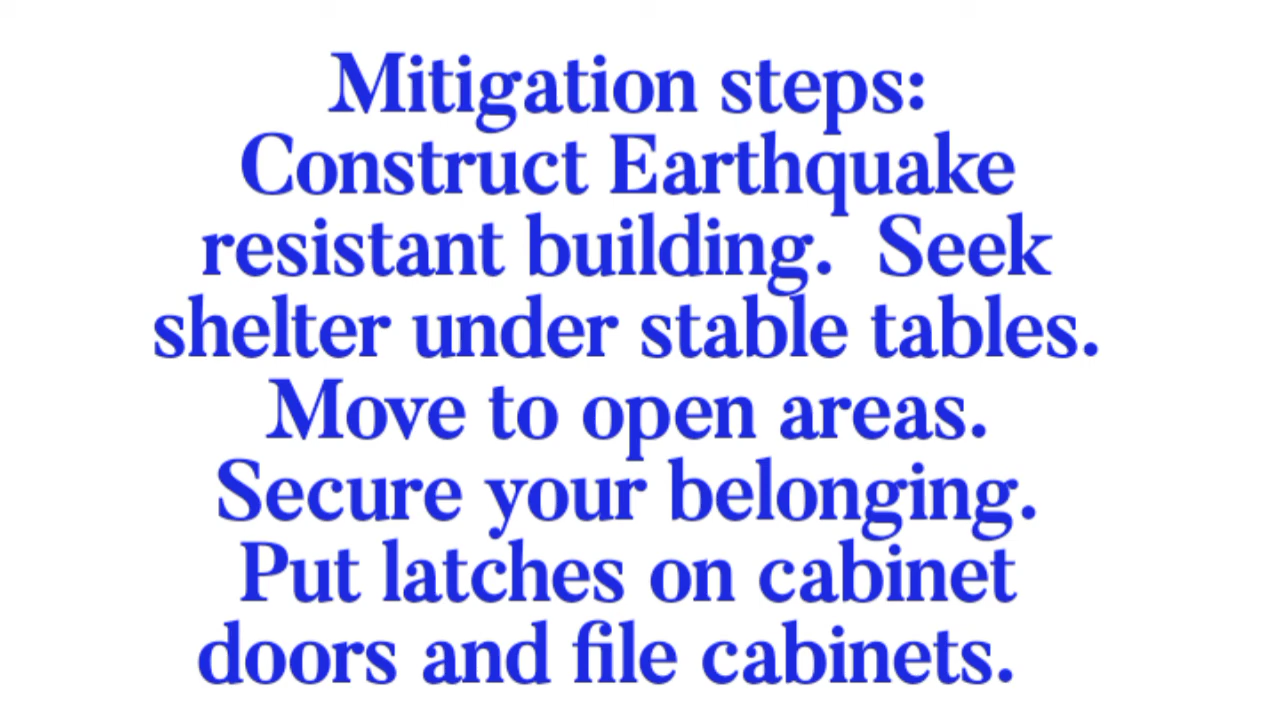 Mitigation steps:
Construct Earthquake
resistant building.  Seek
shelter under stable tables.
Move to open areas.
Secure your belonging.
Put latches on cabinet
doors and file cabinets.